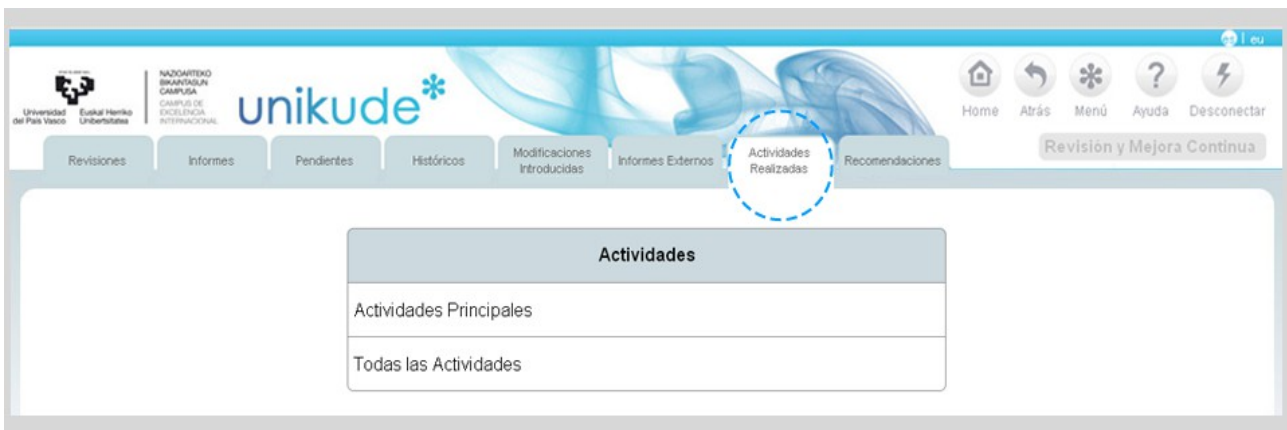 es | eu
Universidad
del País Vasco
Euskal Herriko
Unibertsitatea
NAZIOARTEKO
BIKAINTASUN
CAMPUSA
CAMPUS DE
EXCELENCIA
INTERNACIONAL
unikude*
Home
Atrás
Menú
Ayuda
Desconectar
Revisión y Mejora Continua
Revisiones
Informes
Pendientes
Históricos
Modificaciones
Introducidas
Informes Externos
Actividades
Realizadas
Recomendaciones
Actividades
Actividades Principales
Todas las Actividades